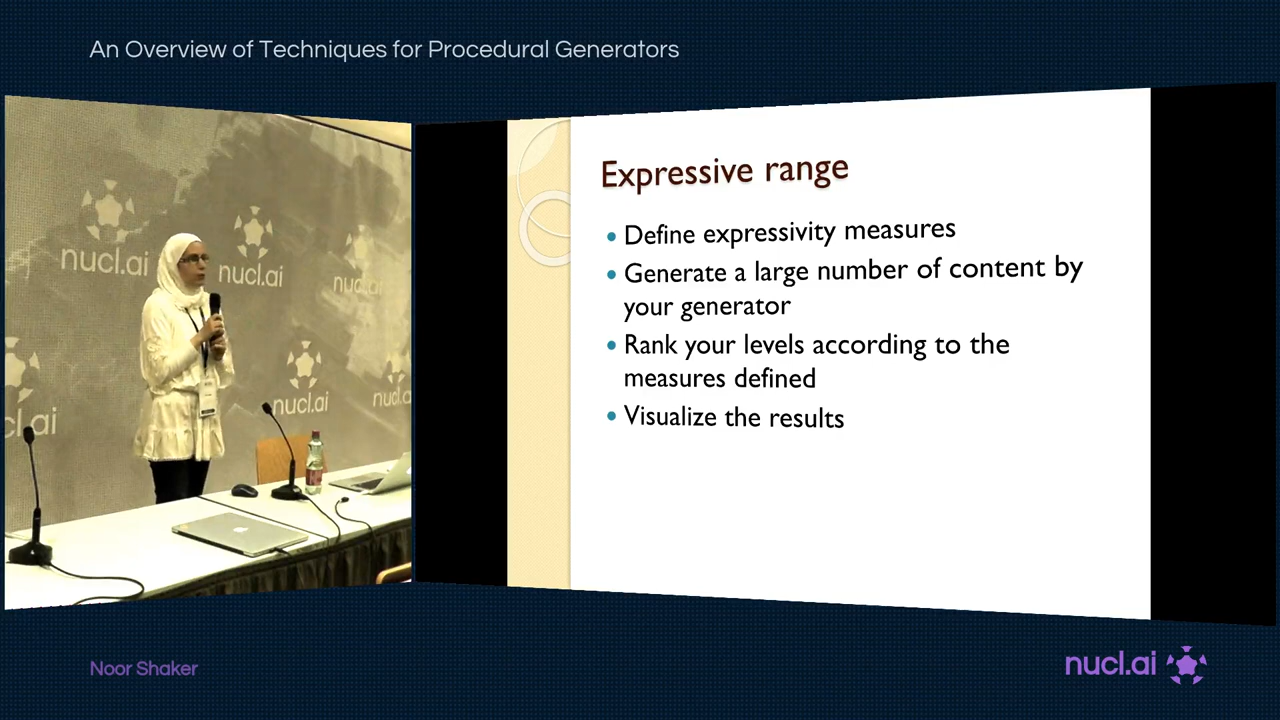 An Overview of Techniques for Procedural Generators
Expressive range
• Define expressivity measures
• Generate a large number of content by
your generator
• Rank your levels according to the
measures defined
• Visualize the results
nucl.ai
nucl.ai
nucl.ai
nucl.ai
nucl.ai
cl.ai
Noor Shaker
nucl.ai